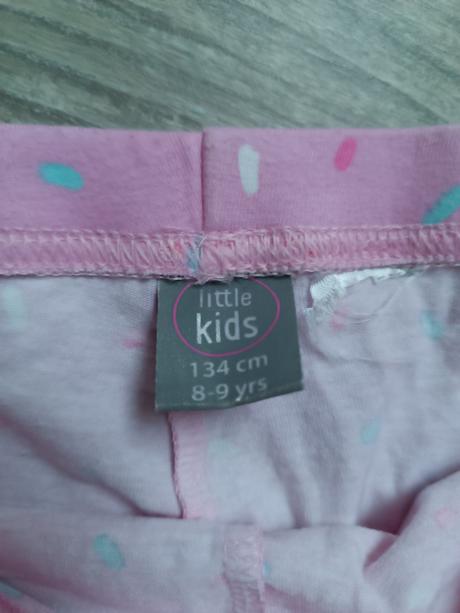 little
kids
134 cm
8-9 yrs